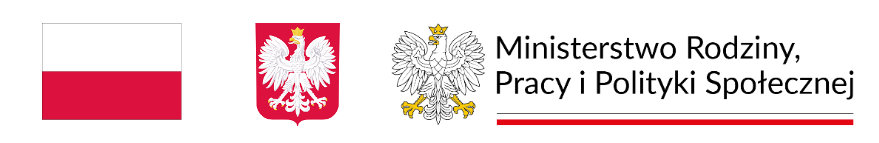 Ministerstwo Rodziny,
Pracy i Polityki Społecznej